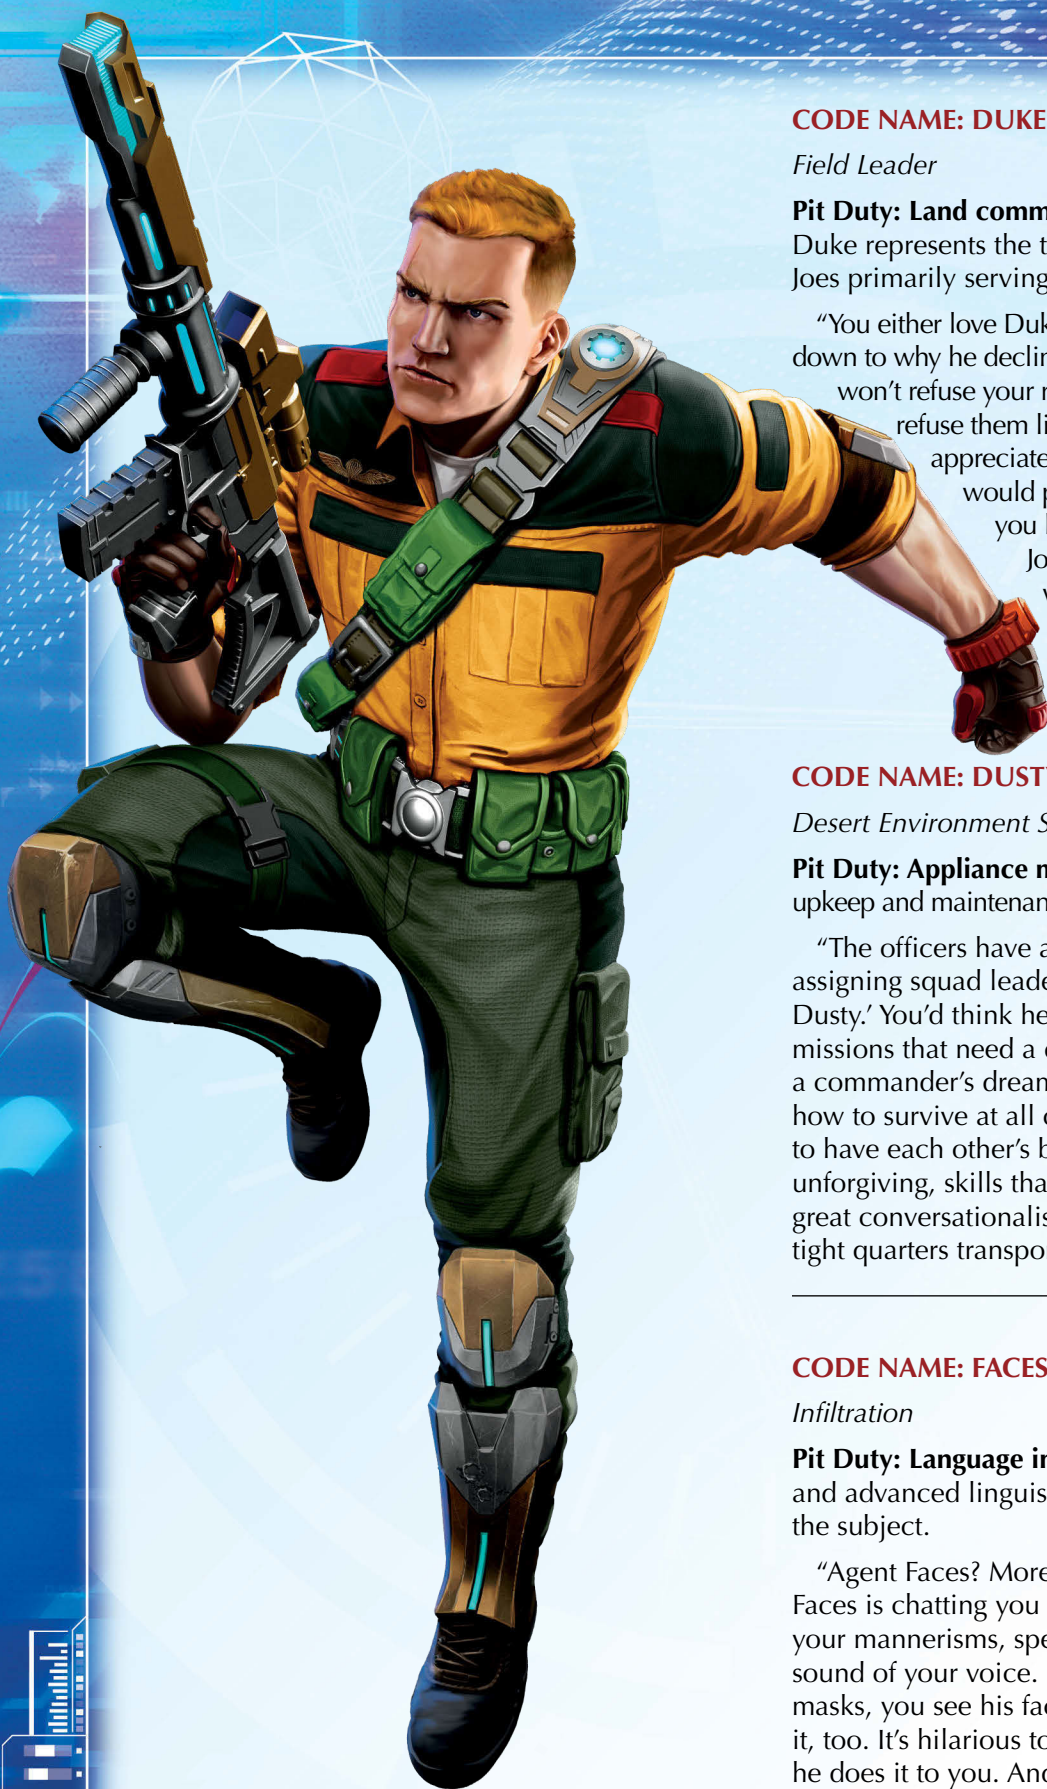 CODE NAME: DUKE
Field Leader
Pit Duty: Land comm
Duke represents the t
Joes primarily serving
“You either love Duk
down to why he declin
won’t refuse your r
refuse them li
appreciate
would p
you
Jo
CODE NAME: DUSTY
Desert Environment S
Pit Duty: Appliance m
upkeep and maintenan
“The officers have a
assigning squad leade
Dusty.’ You’d think he
missions that need a
a commander’s dream
how to survive at all
to have each other’s b
unforgiving, skills tha
great conversationalis
tight quarters transpo
CODE NAME: FACES
Infiltration
Pit Duty: Language in
and advanced linguis
the subject.
“Agent Faces? More
Faces is chatting you
your mannerisms, spe
sound of your voice.
masks, you see his fac
it, too. It’s hilarious to
he does it to you. And